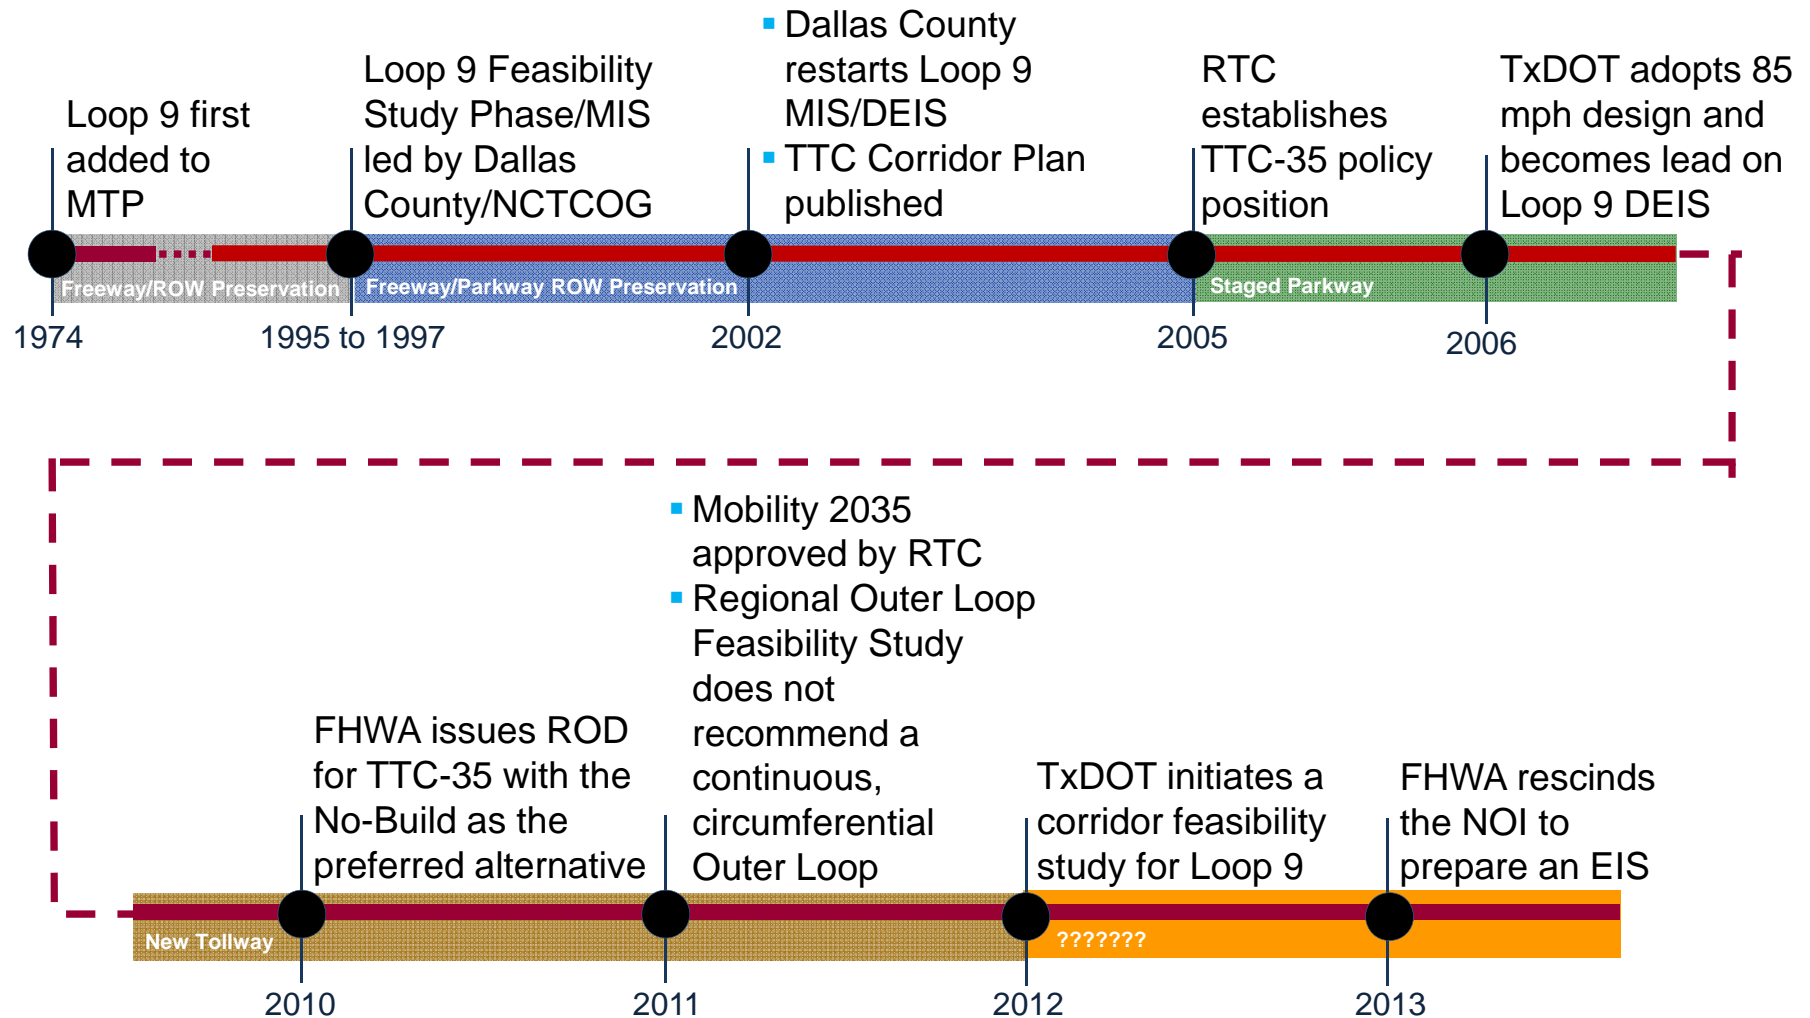 Loop 9 first
added to
MTP
Loop 9 Feasibility
Study Phase/MIS
led by Dallas
County/NCTCOG
▪ Dallas County
restarts Loop 9
MIS/DEIS
▪ TTC Corridor Plan
published
RTC
establishes
TTC-35 policy
position
TxDOT adopts 85
mph design and
becomes lead on
Loop 9 DEIS
Freeway/ROW Preservation
Freeway/Parkway ROW Preservation
Staged Parkway
1974
1995 to 1997
2002
2005
2006
FHWA issues ROD
for TTC-35 with the
No-Build as the
preferred alternative
▪ Mobility 2035
approved by RTC
▪ Regional Outer Loop
Feasibility Study
does not
recommend a
continuous,
circumferential
Outer Loop
TxDOT initiates a
corridor feasibility
study for Loop 9
FHWA rescinds
the NOI to
prepare an EIS
New Tollway
???????
2010
2011
2012
2013